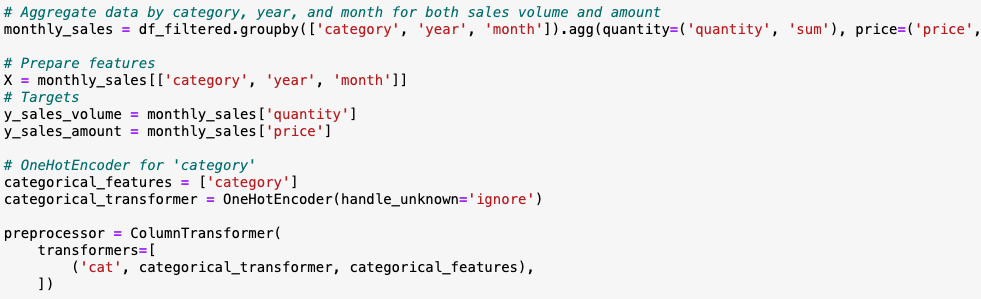 # Aggregate data by category, year, and month for both sales volume and amount
monthly_sales = df_filtered.groupby(['category', 'year', 'month']).agg(quantity=('quantity', 'sum'), price=('price',
# Prepare features
X = monthly_sales[['category', 'year', 'month']]
# Targets
y_sales_volume = monthly_sales['quantity']
y_sales_amount = monthly_sales['price']
# OneHotEncoder for 'category'
categorical_features = ['category']
categorical_transformer = OneHotEncoder(handle_unknown='ignore')
preprocessor = ColumnTransformer(
    transformers=[
        ('cat', categorical_transformer, categorical_features),
    ])